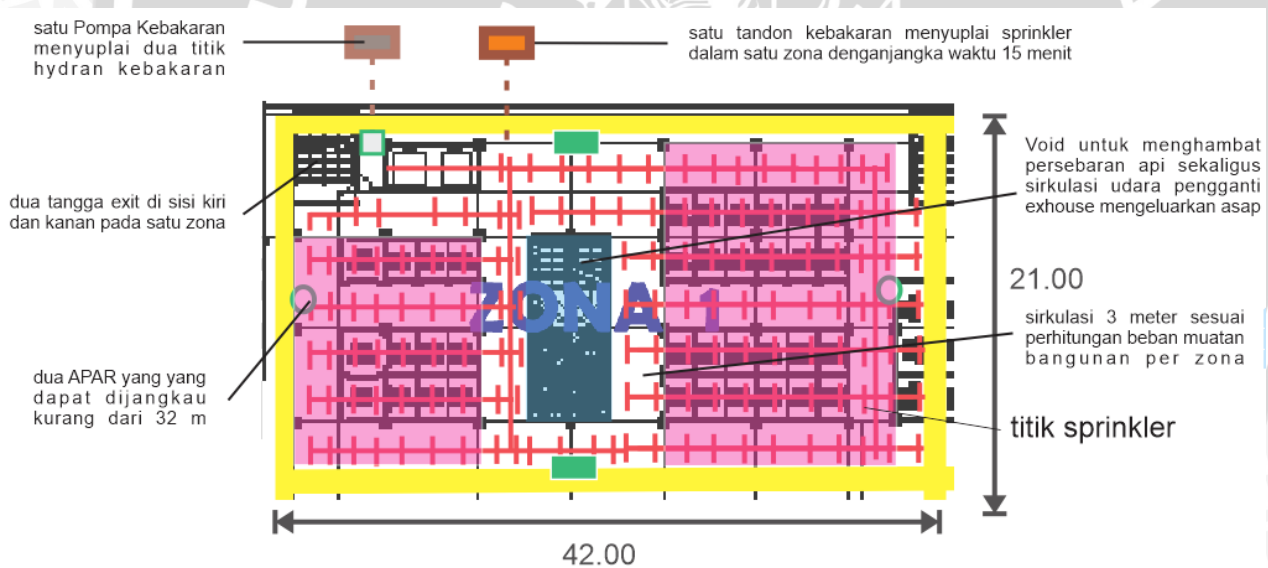 satu Pompa Kebakaran
menyuplai dua titik
hydran kebakaran
satu tandon kebakaran menyuplai sprinkler
dalam satu zona denganjangka waktu 15 menit
Void untuk menghambat
persebaran api sekaligus
sirkulasi udara pengganti
exhouse mengeluarkan asap
dua tangga exit di sisi kiri
dan kanan pada satu zona
ZONA 1
21.00
sirkulasi 3 meter sesuai
perhitungan beban muatan
bangunan per zona
dua APAR yang yang
dapat dijangkau
kurang dari 32 m
titik sprinkler
42.00